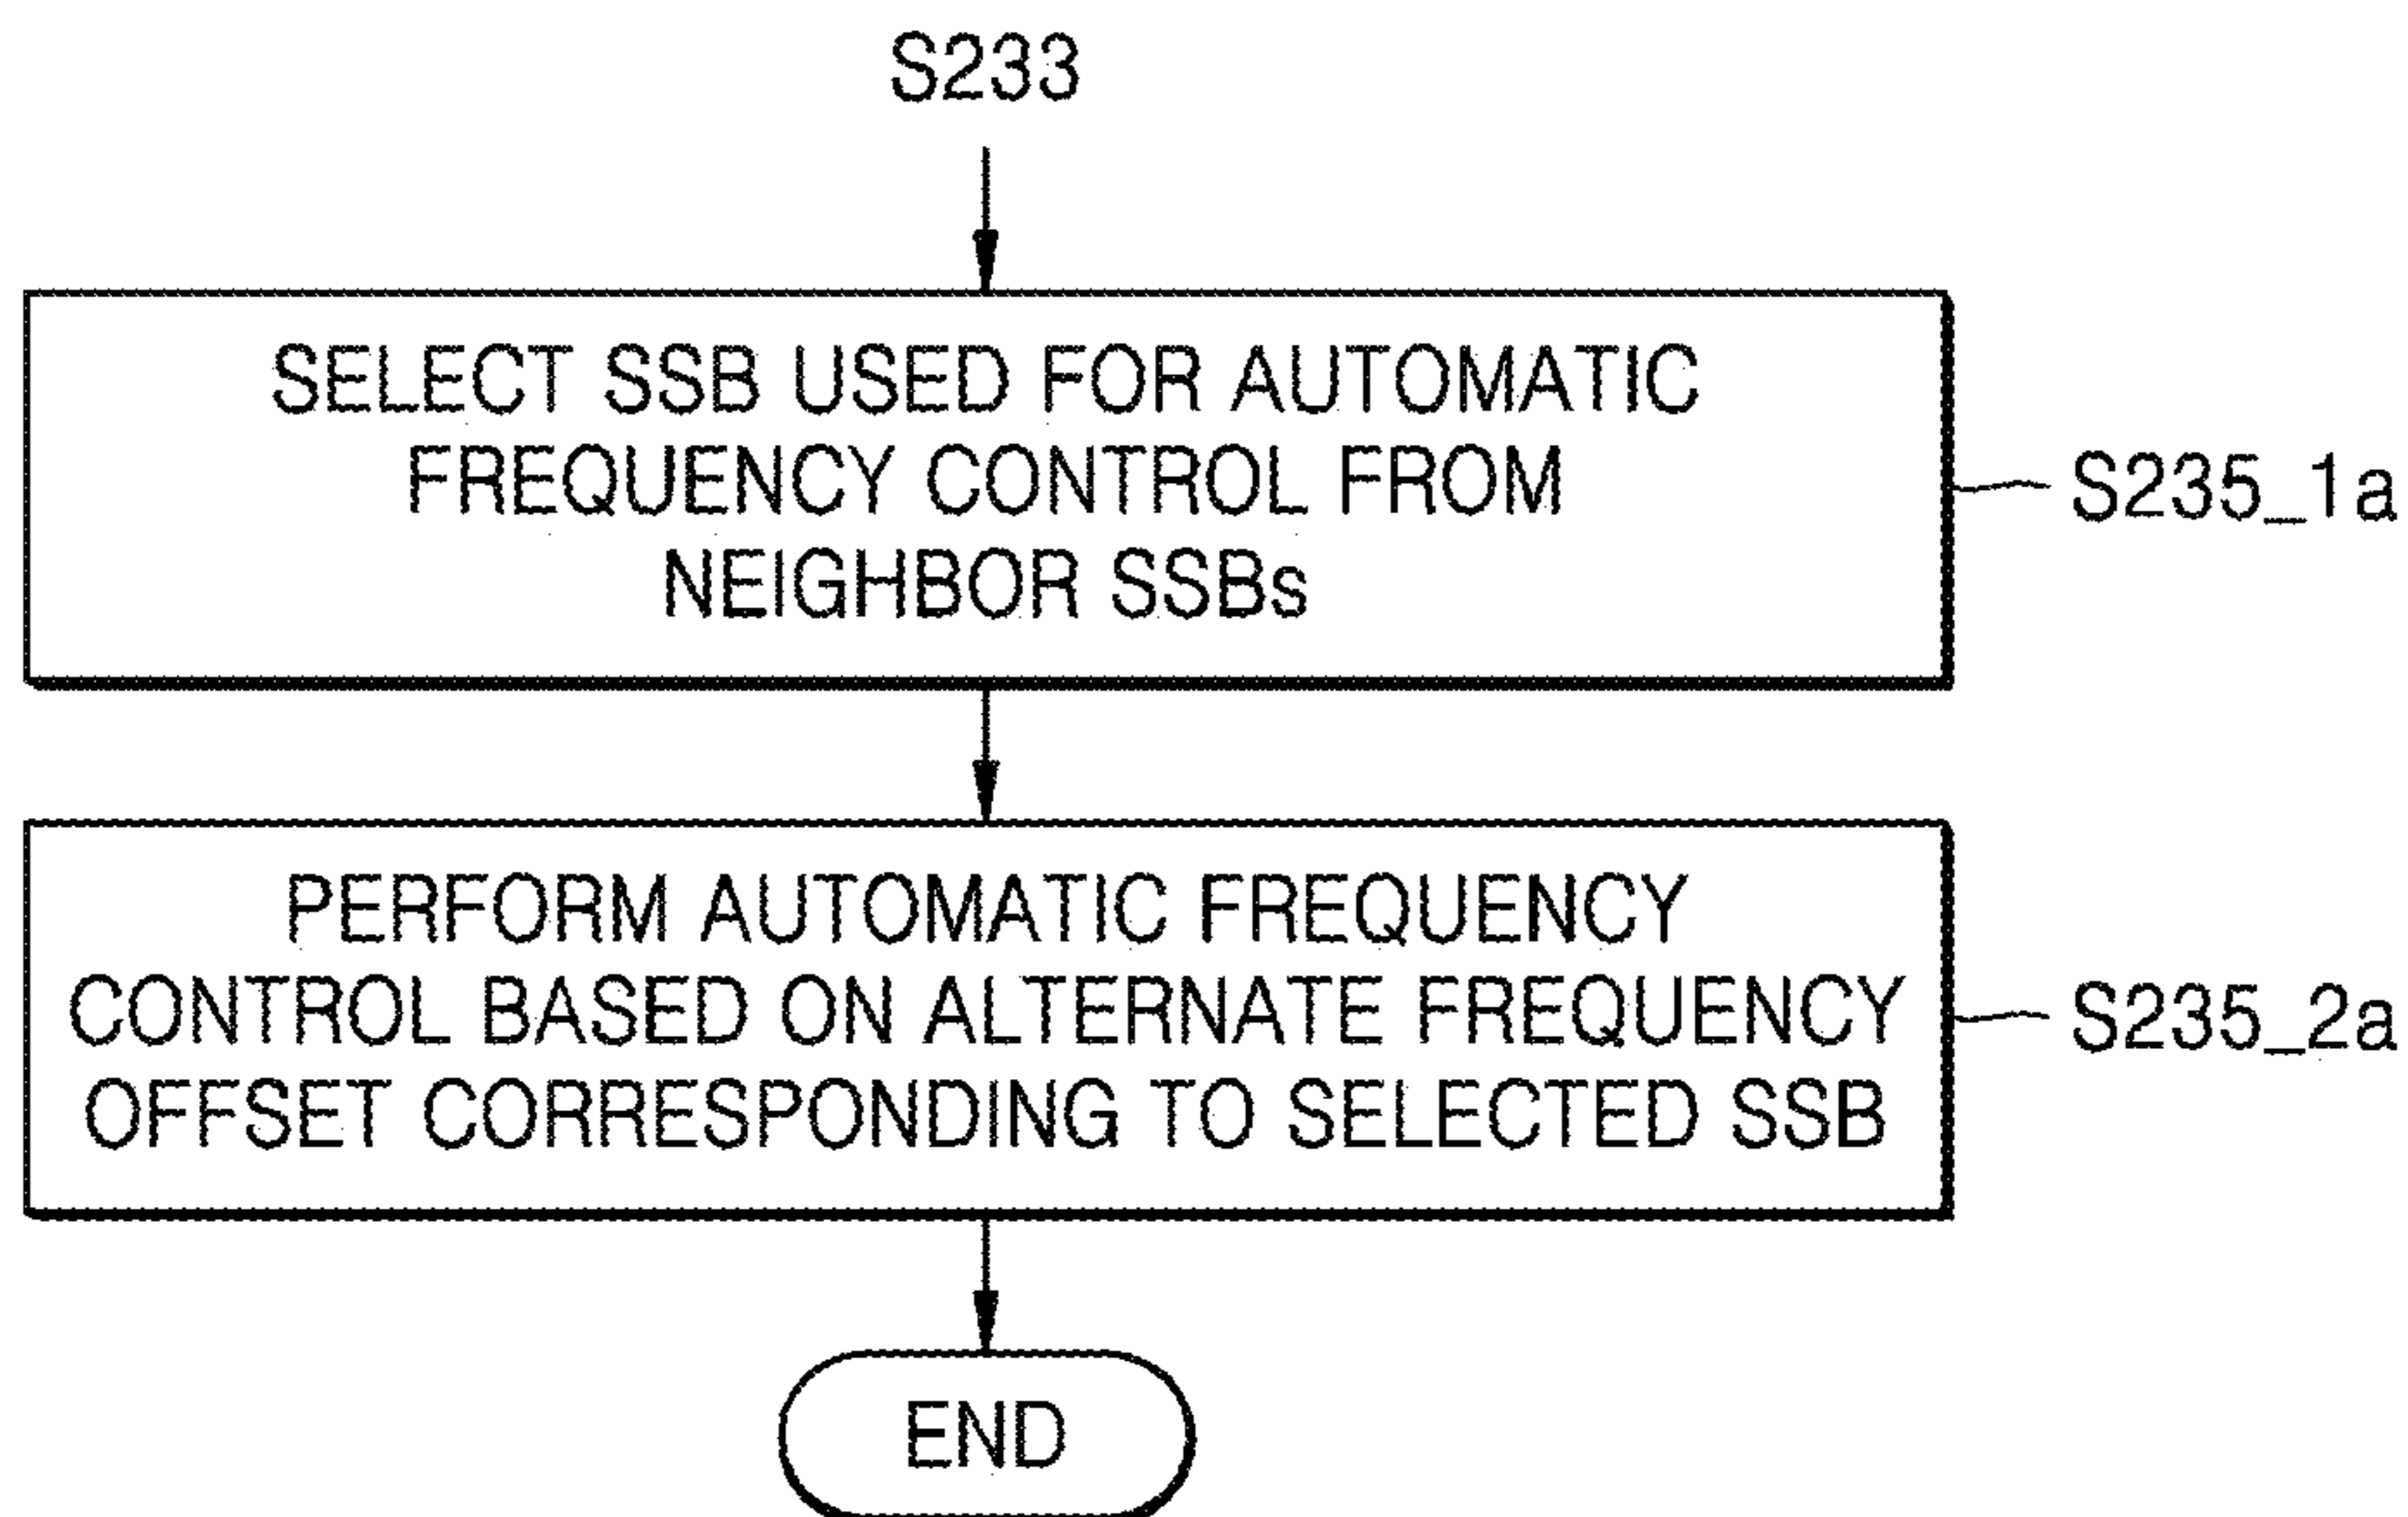 S233
SELECT SSB USED FOR AUTOMATIC
FREQUENCY CONTROL FROM
NEIGHBOR SSBs
S235_1a
PERFORM AUTOMATIC FREQUENCY
CONTROL BASED ON ALTERNATE FREQUENCY
OFFSET CORRESPONDING TO SELECTED SSB
S235_2a
END